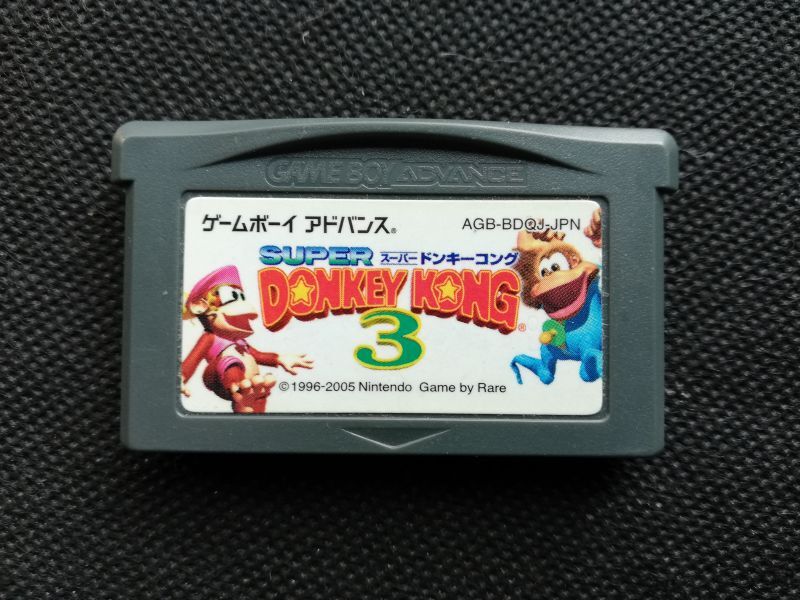 GAME BOY ADVANCE
ゲームボーイ アドバンス® AGB-BDQJ-JPN
SUPER スーパー ドンキーコング
DONKEY KONG®
3
©1996-2005 Nintendo Game by Rare